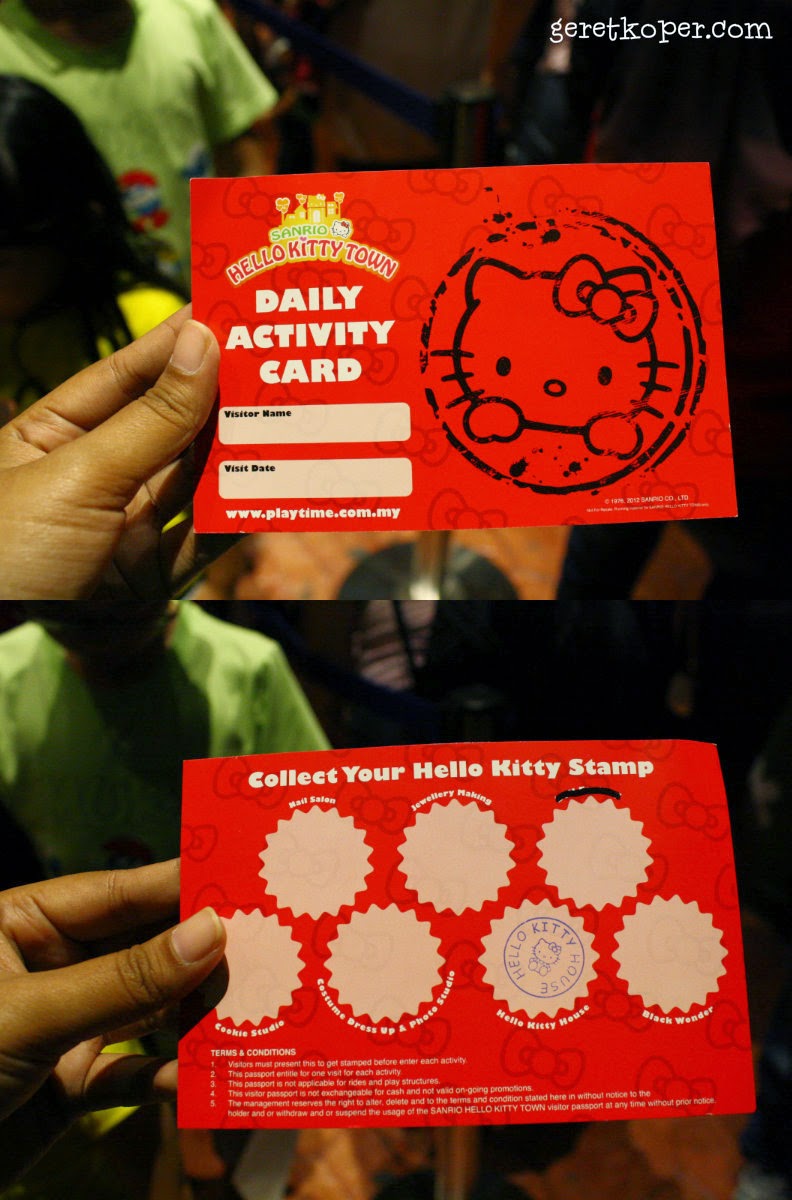 geretkoper.com
SANRIO
HELLO KITTY TOWN
DAILY
ACTIVITY
CARD
Visitor Name
Visit Date
www.playtime.com.my
© 1976, 2012 SANRIO CO., LTD.
Collect Your Hello Kitty Stamp
Nail Salon
Jewellery Making
Cookie Studio
Costume Dress Up & Photo Studio
HELLO KITTY HOUSE
Hello Kitty House
Black Wonder
TERMS & CONDITIONS
1. Visitors must present this to get stamped before enter each activity.
2. This passport entitle for one visit for each activity.
3. This passport is not applicable for rides and play structures.
4. This visitor passport is not exchangeable for cash and not valid on-going promotions.
5. The management reserves the right to alter, delete and to the terms and condition stated here in without notice to the
holder and or withdraw and or suspend the usage of the SANRIO HELLO KITTY TOWN visitor passport at any time without prior notice.